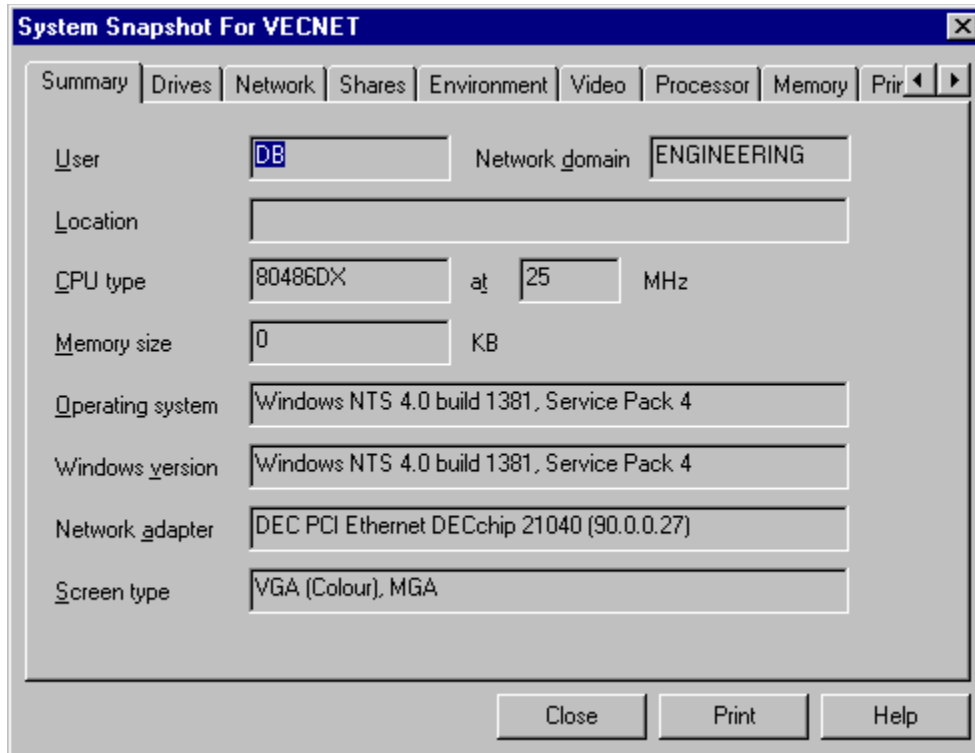 System Snapshot For VECNET
Summary Drives Network Shares Environment Video Processor Memory Prin
User DB Network domain ENGINEERING
Location
CPU type 80486DX at 25 MHz
Memory size 0 KB
Operating system Windows NTS 4.0 build 1381, Service Pack 4
Windows version Windows NTS 4.0 build 1381, Service Pack 4
Network adapter DEC PCI Ethernet DECchip 21040 (90.0.0.27)
Screen type VGA (Colour), MGA
Close Print Help